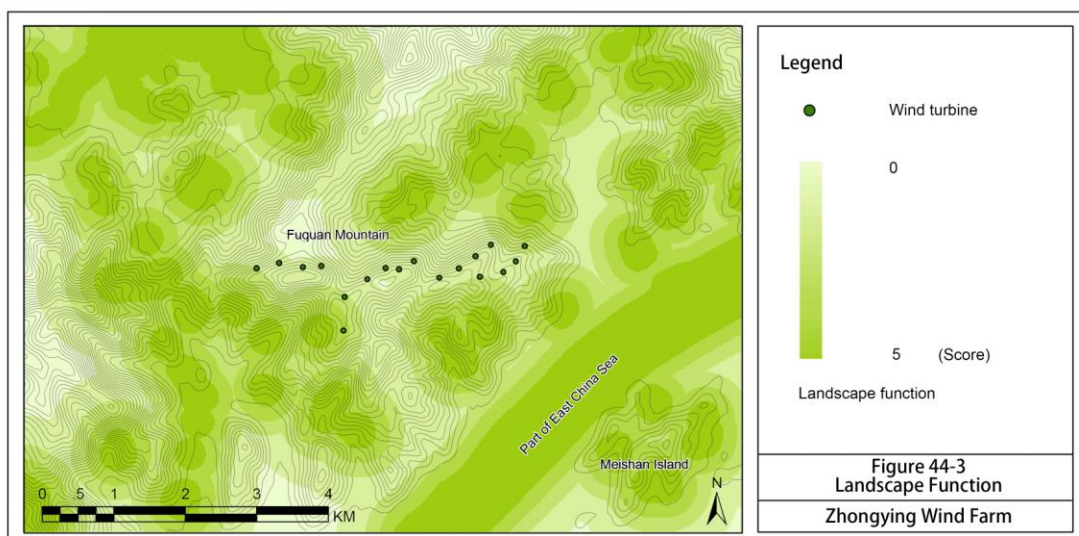 Fuquan Mountain
Part of East China Sea
Meishan Island
0 5 1 2 3 4
KM
N
Legend
Wind turbine
0
5 (Score)
Landscape function
Figure 44-3
Landscape Function
Zhongying Wind Farm